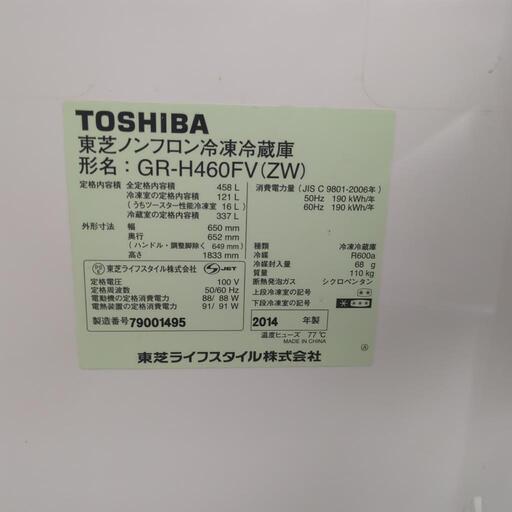 TOSHIBA
東芝ノンフロン冷凍冷蔵庫
形名：GR-H460FV(ZW)
定格内容積 全定格内容積 458 L
冷凍室の定格内容積 121 L
(うちツースター性能冷凍室 16 L)
冷蔵室の定格内容積 337 L
外形寸法 幅 650 mm
奥行 652 mm
(ハンドル・調整脚除く 649 mm)
高さ 1833 mm
東芝ライフスタイル株式会社 S JET
定格電圧 100 V
定格周波数 50/60 Hz
電動機の定格消費電力 88/ 88 W
電熱装置の定格消費電力 91/ 91 W
製造番号 79001495
消費電力量 (JIS C 9801-2006年)
50Hz 190 kWh/年
60Hz 190 kWh/年
種類 冷凍冷蔵庫
冷媒 R600a
冷媒封入量 68 g
質量 110 kg
断熱発泡ガス シクロペンタン
上段冷凍室の記号
下段冷凍室の記号
2014 年製
温度ヒューズ 77℃
MADE IN CHINA
東芝ライフスタイル株式会社